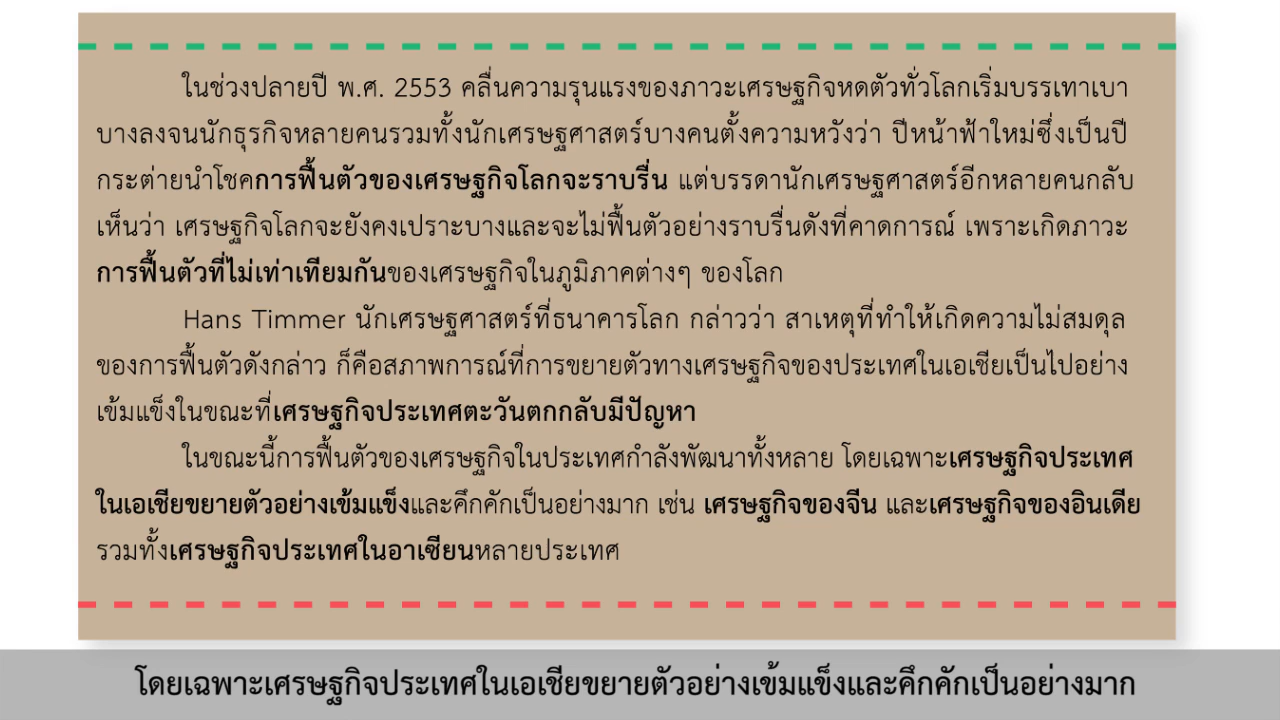 ในช่วงปลายปี พ.ศ. 2553 คลื่นความรุนแรงของภาวะเศรษฐกิจหดตัวทั่วโลกเริ่มบรรเทาเบา
บางลงจนนักธุรกิจหลายคนรวมทั้งนักเศรษฐศาสตร์บางคนตั้งความหวังว่า ปีหน้าฟ้าใหม่ซึ่งเป็นปี
กระต่ายนำโชคการฟื้นตัวของเศรษฐกิจโลกจะราบรื่น แต่บรรดานักเศรษฐศาสตร์อีกหลายคนกลับ
เห็นว่า เศรษฐกิจโลกจะยังคงเปราะบางและจะไม่ฟื้นตัวอย่างราบรื่นดังที่คาดการณ์ เพราะเกิดภาวะ
การฟื้นตัวที่ไม่เท่าเทียมกันของเศรษฐกิจในภูมิภาคต่างๆ ของโลก
Hans Timmer นักเศรษฐศาสตร์ที่ธนาคารโลก กล่าวว่า สาเหตุที่ทำให้เกิดความไม่สมดุล
ของการฟื้นตัวดังกล่าว ก็คือสภาพการณ์ที่การขยายตัวทางเศรษฐกิจของประเทศในเอเชียเป็นไปอย่าง
เข้มแข็งในขณะที่เศรษฐกิจประเทศตะวันตกกลับมีปัญหา
ในขณะนี้การฟื้นตัวของเศรษฐกิจในประเทศกำลังพัฒนาทั้งหลาย โดยเฉพาะเศรษฐกิจประเทศ
ในเอเชียขยายตัวอย่างเข้มแข็งและคึกคักเป็นอย่างมาก เช่น เศรษฐกิจของจีน และเศรษฐกิจของอินเดีย
รวมทั้งเศรษฐกิจประเทศในอาเซียนหลายประเทศ
โดยเฉพาะเศรษฐกิจประเทศในเอเชียขยายตัวอย่างเข้มแข็งและคึกคักเป็นอย่างมาก